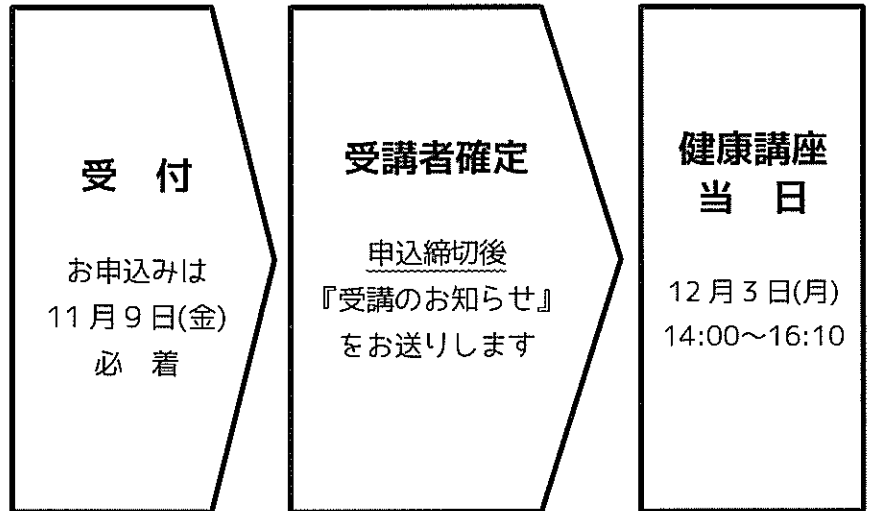 受　付
お申込みは
11月9日(金)
必　着
受講者確定
申込締切後
『受講のお知らせ』
をお送りします
健康講座
当　日
12月3日(月)
14:00～16:10